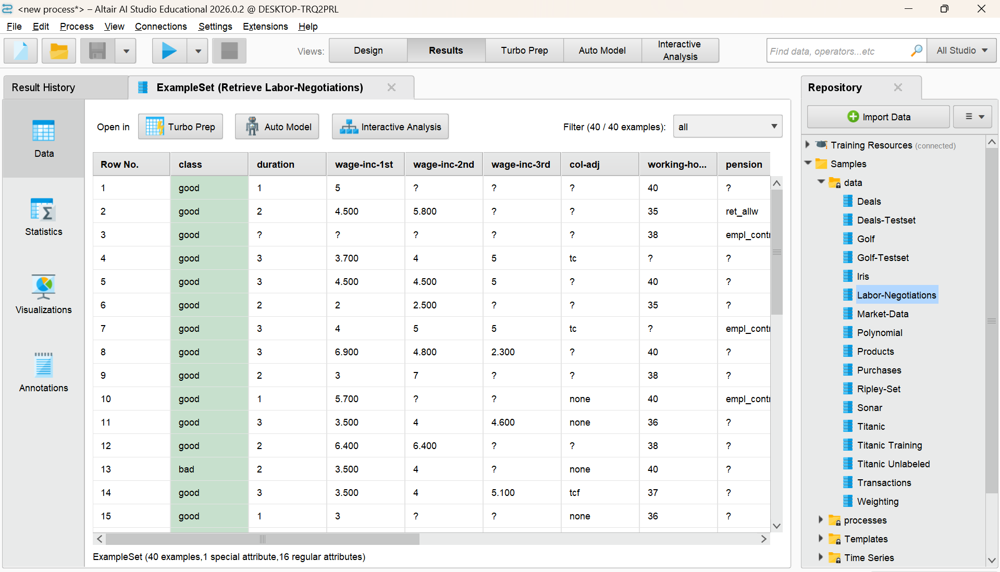 <new process*> – Altair AI Studio Educational 2026.0.2 @ DESKTOP-TRQ2PRL
File Edit Process View Connections Settings Extensions Help
Views: Design Results Turbo Prep Auto Model Interactive Analysis
Find data, operators...etc All Studio
Result History
ExampleSet (Retrieve Labor-Negotiations)
Data
Statistics
Visualizations
Annotations
Open in Turbo Prep Auto Model Interactive Analysis Filter (40 / 40 examples): all
Row No. class duration wage-inc-1st wage-inc-2nd wage-inc-3rd col-adj working-ho... pension
1 good 1 5 ? ? ? 40 ?
2 good 2 4.500 5.800 ? ? 35 ret_allw
3 good ? ? ? ? ? 38 empl_contr
4 good 3 3.700 4 5 tc ? ?
5 good 3 4.500 4.500 5 ? 40 ?
6 good 2 2 2.500 ? ? 35 ?
7 good 3 4 5 5 tc ? empl_contr
8 good 3 6.900 4.800 2.300 ? 40 ?
9 good 2 3 7 ? ? 38 ?
10 good 1 5.700 ? ? none 40 empl_contr
11 good 3 3.500 4 4.600 none 36 ?
12 good 2 6.400 6.400 ? ? 38 ?
13 bad 2 3.500 4 ? none 40 ?
14 good 3 3.500 4 5.100 tcf 37 ?
15 good 1 3 ? ? none 36 ?
ExampleSet (40 examples,1 special attribute,16 regular attributes)
Repository
Import Data
Training Resources (connected)
Samples
data
Deals
Deals-Testset
Golf
Golf-Testset
Iris
Labor-Negotiations
Market-Data
Polynomial
Products
Purchases
Ripley-Set
Sonar
Titanic
Titanic Training
Titanic Unlabeled
Transactions
Weighting
processes
Templates
Time Series